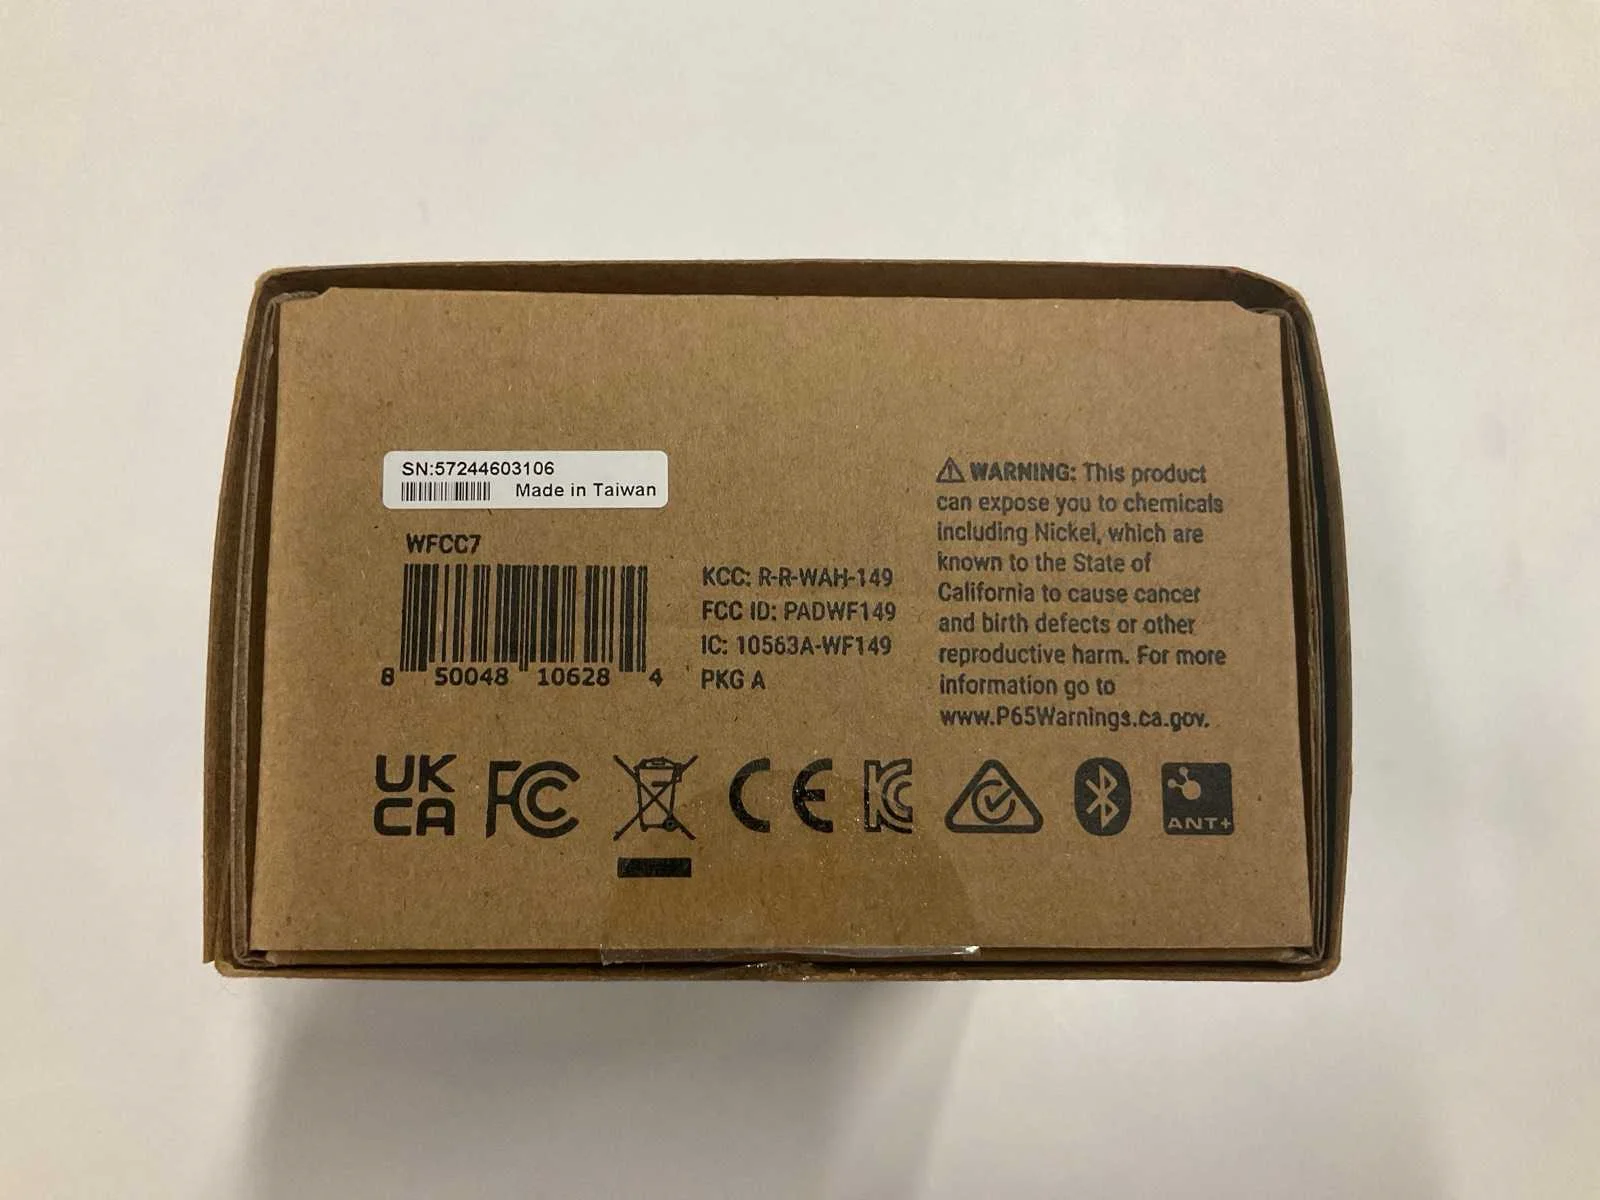 SN:57244603106
Made in Taiwan
WFCC7
8 50048 10628 4
KCC: R-R-WAH-149
FCC ID: PADWF149
IC: 10563A-WF149
PKG A
WARNING: This product
can expose you to chemicals
including Nickel, which are
known to the State of
California to cause cancer
and birth defects or other
reproductive harm. For more
information go to
www.P65Warnings.ca.gov.
UK
CA
FC
CE
KC
ANT+